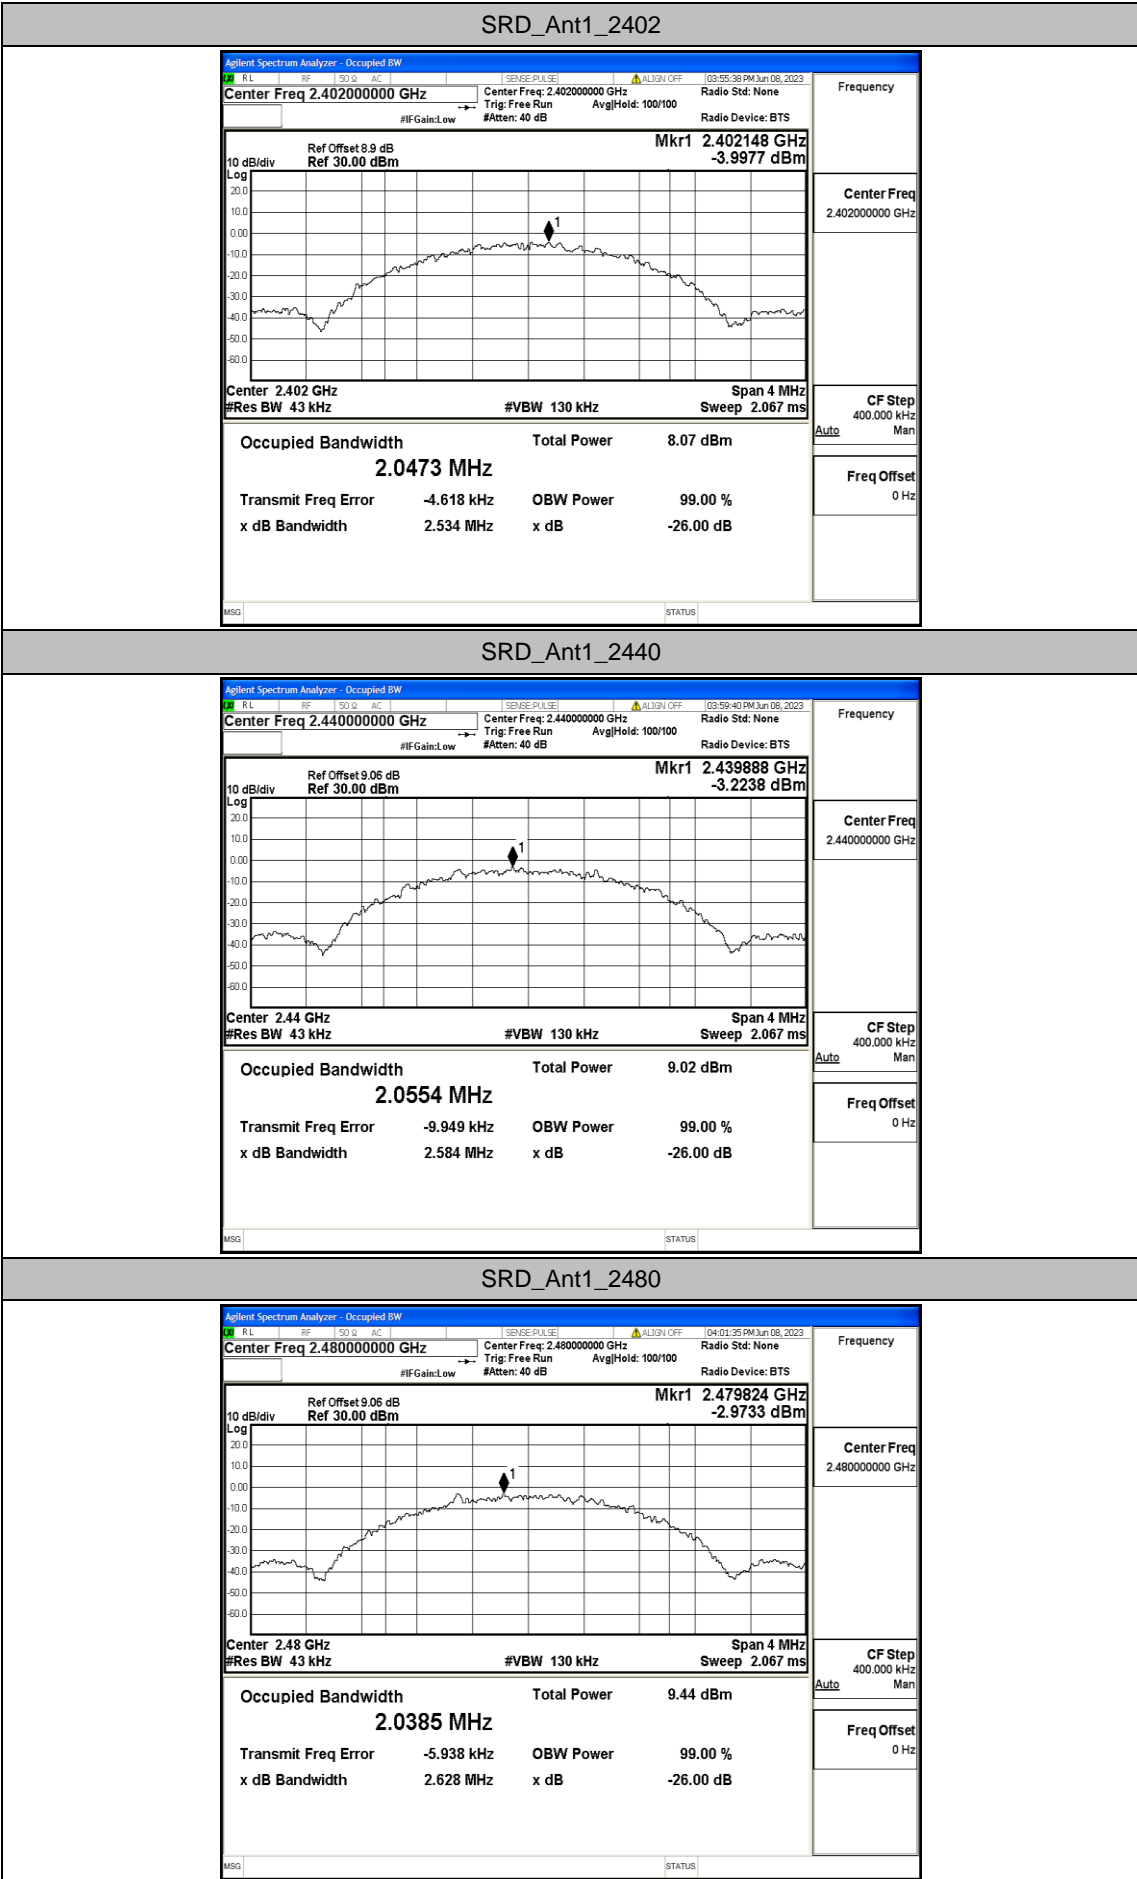 SRD_Ant1_2402
Agilent Spectrum Analyzer - Occupied BW
LXI RL RF 50 Ω AC SENSE:PULSE ALIGN OFF 03:55:38 PM Jun 08, 2023
Center Freq 2.402000000 GHz
Center Freq: 2.402000000 GHz
Radio Std: None
Trig: Free Run Avg|Hold: 100/100
#IFGain:Low #Atten: 40 dB Radio Device: BTS
Frequency
Mkr1 2.402148 GHz
-3.9977 dBm
Ref Offset 8.9 dB
10 dB/div Ref 30.00 dBm
Log
20.0
10.0
0.00
-10.0
-20.0
-30.0
-40.0
-50.0
-60.0
1
Center 2.402 GHz Span 4 MHz
#Res BW 43 kHz #VBW 130 kHz Sweep 2.067 ms
Occupied Bandwidth Total Power 8.07 dBm
2.0473 MHz
Transmit Freq Error -4.618 kHz OBW Power 99.00 %
x dB Bandwidth 2.534 MHz x dB -26.00 dB
Center Freq
2.402000000 GHz
CF Step
400.000 kHz
Auto Man
Freq Offset
0 Hz
MSG STATUS
SRD_Ant1_2440
Agilent Spectrum Analyzer - Occupied BW
LXI RL RF 50 Ω AC SENSE:PULSE ALIGN OFF 03:59:40 PM Jun 08, 2023
Center Freq 2.440000000 GHz
Center Freq: 2.440000000 GHz
Radio Std: None
Trig: Free Run Avg|Hold: 100/100
#IFGain:Low #Atten: 40 dB Radio Device: BTS
Frequency
Mkr1 2.439888 GHz
-3.2238 dBm
Ref Offset 9.06 dB
10 dB/div Ref 30.00 dBm
Log
20.0
10.0
0.00
-10.0
-20.0
-30.0
-40.0
-50.0
-60.0
1
Center 2.44 GHz Span 4 MHz
#Res BW 43 kHz #VBW 130 kHz Sweep 2.067 ms
Occupied Bandwidth Total Power 9.02 dBm
2.0554 MHz
Transmit Freq Error -9.949 kHz OBW Power 99.00 %
x dB Bandwidth 2.584 MHz x dB -26.00 dB
Center Freq
2.440000000 GHz
CF Step
400.000 kHz
Auto Man
Freq Offset
0 Hz
MSG STATUS
SRD_Ant1_2480
Agilent Spectrum Analyzer - Occupied BW
LXI RL RF 50 Ω AC SENSE:PULSE ALIGN OFF 04:01:35 PM Jun 08, 2023
Center Freq 2.480000000 GHz
Center Freq: 2.480000000 GHz
Radio Std: None
Trig: Free Run Avg|Hold: 100/100
#IFGain:Low #Atten: 40 dB Radio Device: BTS
Frequency
Mkr1 2.479824 GHz
-2.9733 dBm
Ref Offset 9.06 dB
10 dB/div Ref 30.00 dBm
Log
20.0
10.0
0.00
-10.0
-20.0
-30.0
-40.0
-50.0
-60.0
1
Center 2.48 GHz Span 4 MHz
#Res BW 43 kHz #VBW 130 kHz Sweep 2.067 ms
Occupied Bandwidth Total Power 9.44 dBm
2.0385 MHz
Transmit Freq Error -5.938 kHz OBW Power 99.00 %
x dB Bandwidth 2.628 MHz x dB -26.00 dB
Center Freq
2.480000000 GHz
CF Step
400.000 kHz
Auto Man
Freq Offset
0 Hz
MSG STATUS